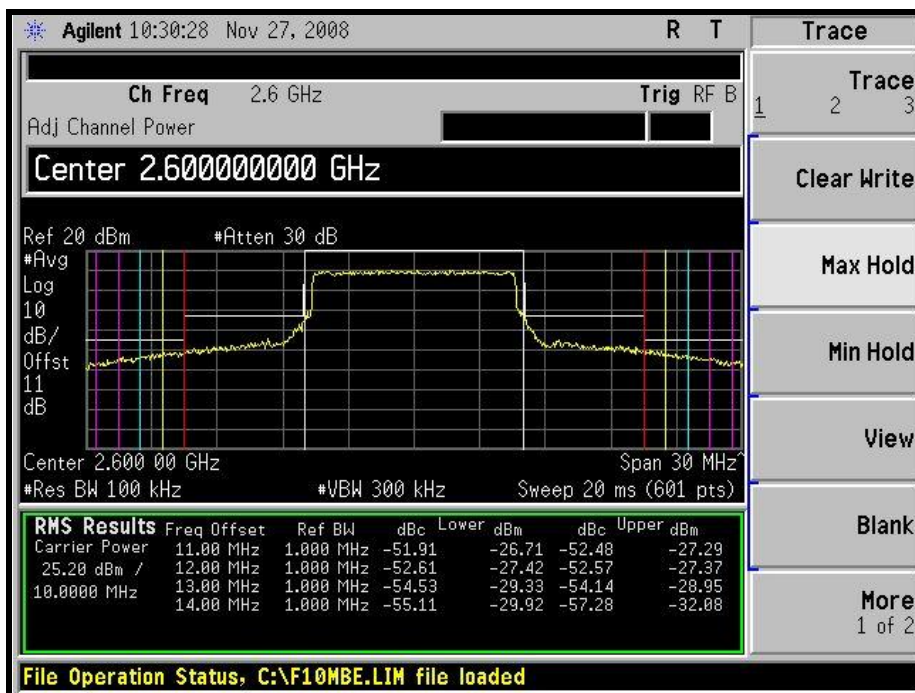 Agilent 10:30:28 Nov 27, 2008 R T
Trace
Ch Freq 2.6 GHz Trig RF B
Adj Channel Power
Center 2.600000000 GHz
Ref 20 dBm #Atten 30 dB
#Avg
Log
10
dB/
Offst
11
dB
Center 2.600 00 GHz Span 30 MHz^
#Res BW 100 kHz #VBW 300 kHz Sweep 20 ms (601 pts)
RMS Results Freq Offset Ref BW dBc Lower dBm dBc Upper dBm
Carrier Power 11.00 MHz 1.000 MHz -51.91 -26.71 -52.48 -27.29
25.20 dBm / 12.00 MHz 1.000 MHz -52.61 -27.42 -52.57 -27.37
10.0000 MHz 13.00 MHz 1.000 MHz -54.53 -29.33 -54.14 -28.95
14.00 MHz 1.000 MHz -55.11 -29.92 -57.28 -32.08
File Operation Status, C:\F10MBE.LIM file loaded
Trace
1 2 3
Clear Write
Max Hold
Min Hold
View
Blank
More
1 of 2